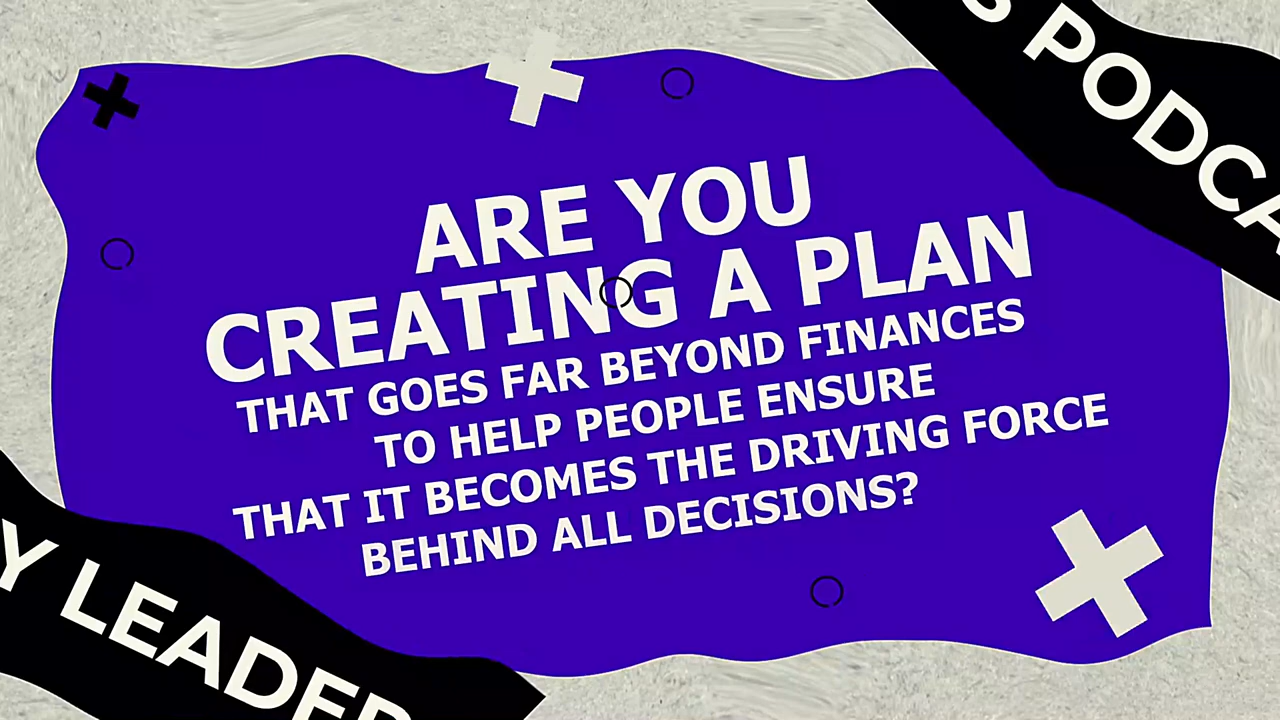 S PODCA
ARE YOU
CREATING A PLAN
THAT GOES FAR BEYOND FINANCES
TO HELP PEOPLE ENSURE
THAT IT BECOMES THE DRIVING FORCE
BEHIND ALL DECISIONS?
Y LEADER